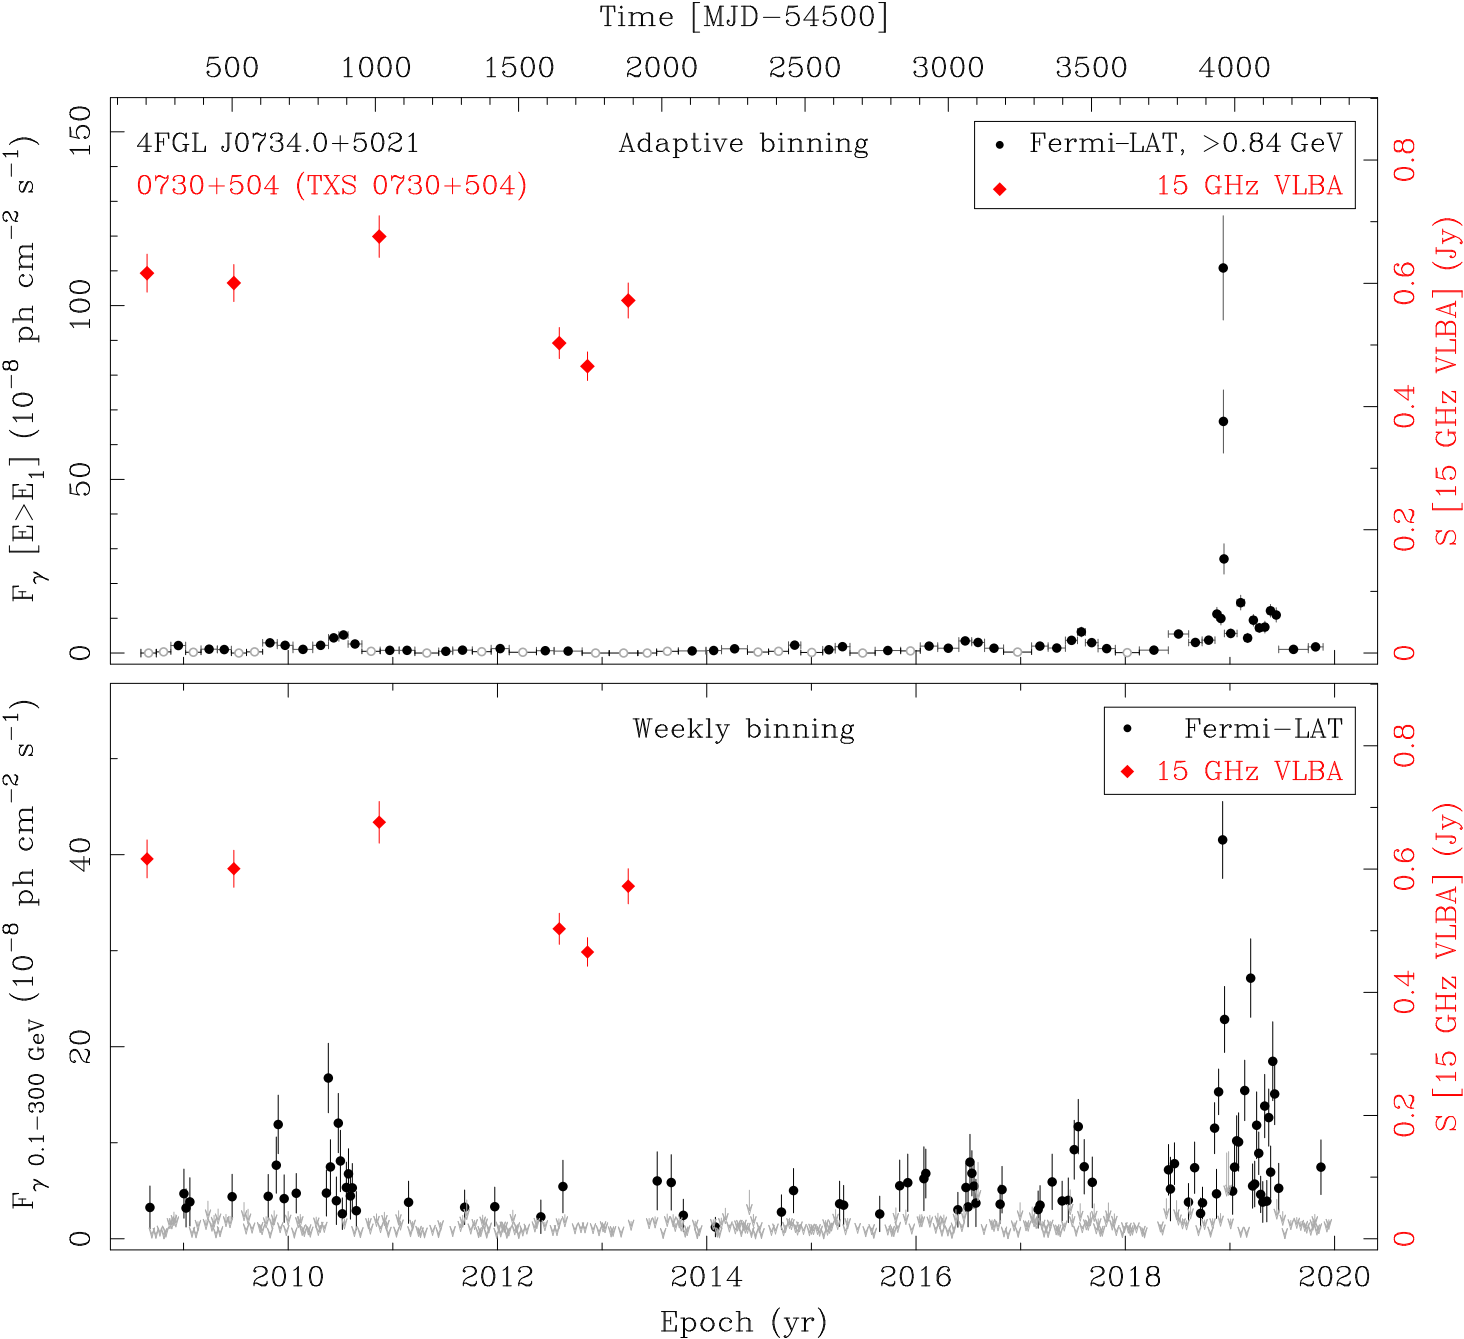 Time [MJD−54500]
500 1000 1500 2000 2500 3000 3500 4000
4FGL J0734.0+5021
0730+504 (TXS 0730+504)
Adaptive binning
Fermi−LAT, >0.84 GeV
15 GHz VLBA
150
100
50
0
F γ [E>E1] (10−8 ph cm−2 s−1)
0.8
0.6
0.4
0.2
0
S [15 GHz VLBA] (Jy)
Weekly binning
Fermi−LAT
15 GHz VLBA
40
20
0
F γ 0.1−300 GeV (10−8 ph cm−2 s−1)
0.8
0.6
0.4
0.2
0
S [15 GHz VLBA] (Jy)
2010 2012 2014 2016 2018 2020
Epoch (yr)